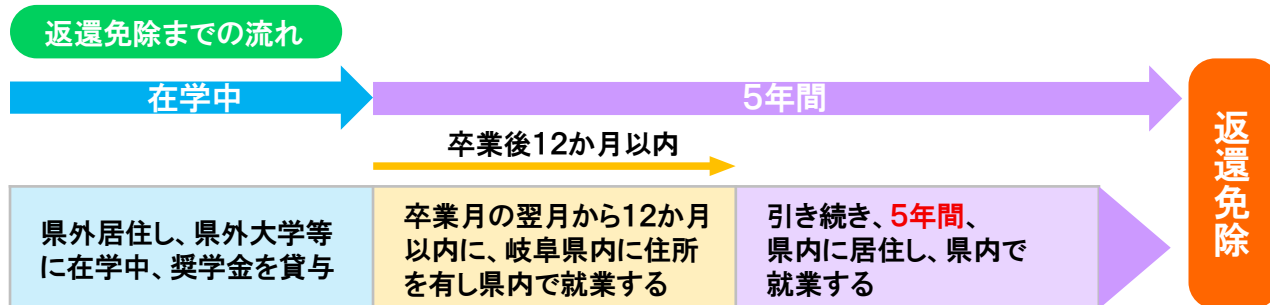 返還免除までの流れ
在学中
5年間
卒業後12か月以内
県外居住し、県外大学等
に在学中、奨学金を貸与
卒業月の翌月から12か月
以内に、岐阜県内に住所
を有し県内で就業する
引き続き、5年間、
県内に居住し、県内で
就業する
返還免除